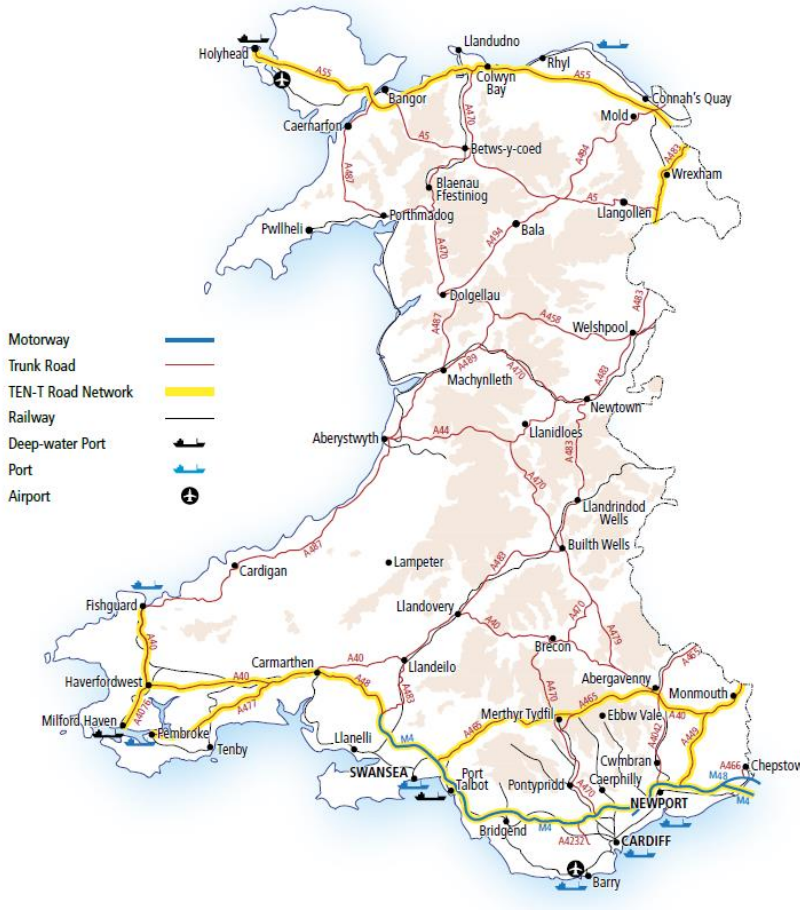 Llandudno
Holyhead
A55
Rhyl
Colwyn
Bay
A55
Bangor
Connah's Quay
Mold
Caernarfon
A470
A5
Betws-y-coed
A494
A483
Wrexham
A487
Blaenau
Ffestiniog
A5
Llangollen
Porthmadog
Pwllheli
Bala
A494
A470
Dolgellau
A483
A487
A458
Welshpool
Motorway
Trunk Road
TEN-T Road Network
Railway
Deep-water Port
Port
Airport
A489
A470
Machynlleth
A483
Newtown
Aberystwyth
A44
Llanidloes
A483
A470
Llandrindod
Wells
A487
Builth Wells
Cardigan
Lampeter
A483
Fishguard
Llandovery
A40
A470
A479
Brecon
A40
Carmarthen
A40
Llandeilo
A465
Haverfordwest
A40
A48
A483
A470
Abergavenny
Monmouth
A4076
A477
Milford Haven
Pembroke
Merthyr Tydfil
A465
Ebbw Vale
A40
Tenby
M4
A465
A4042
A449
Llanelli
Cwmbran
A466
Chepstow
SWANSEA
Port
Talbot
Pontypridd
A470
Caerphilly
M48
NEWPORT
M4
Bridgend
M4
A4232
CARDIFF
Barry